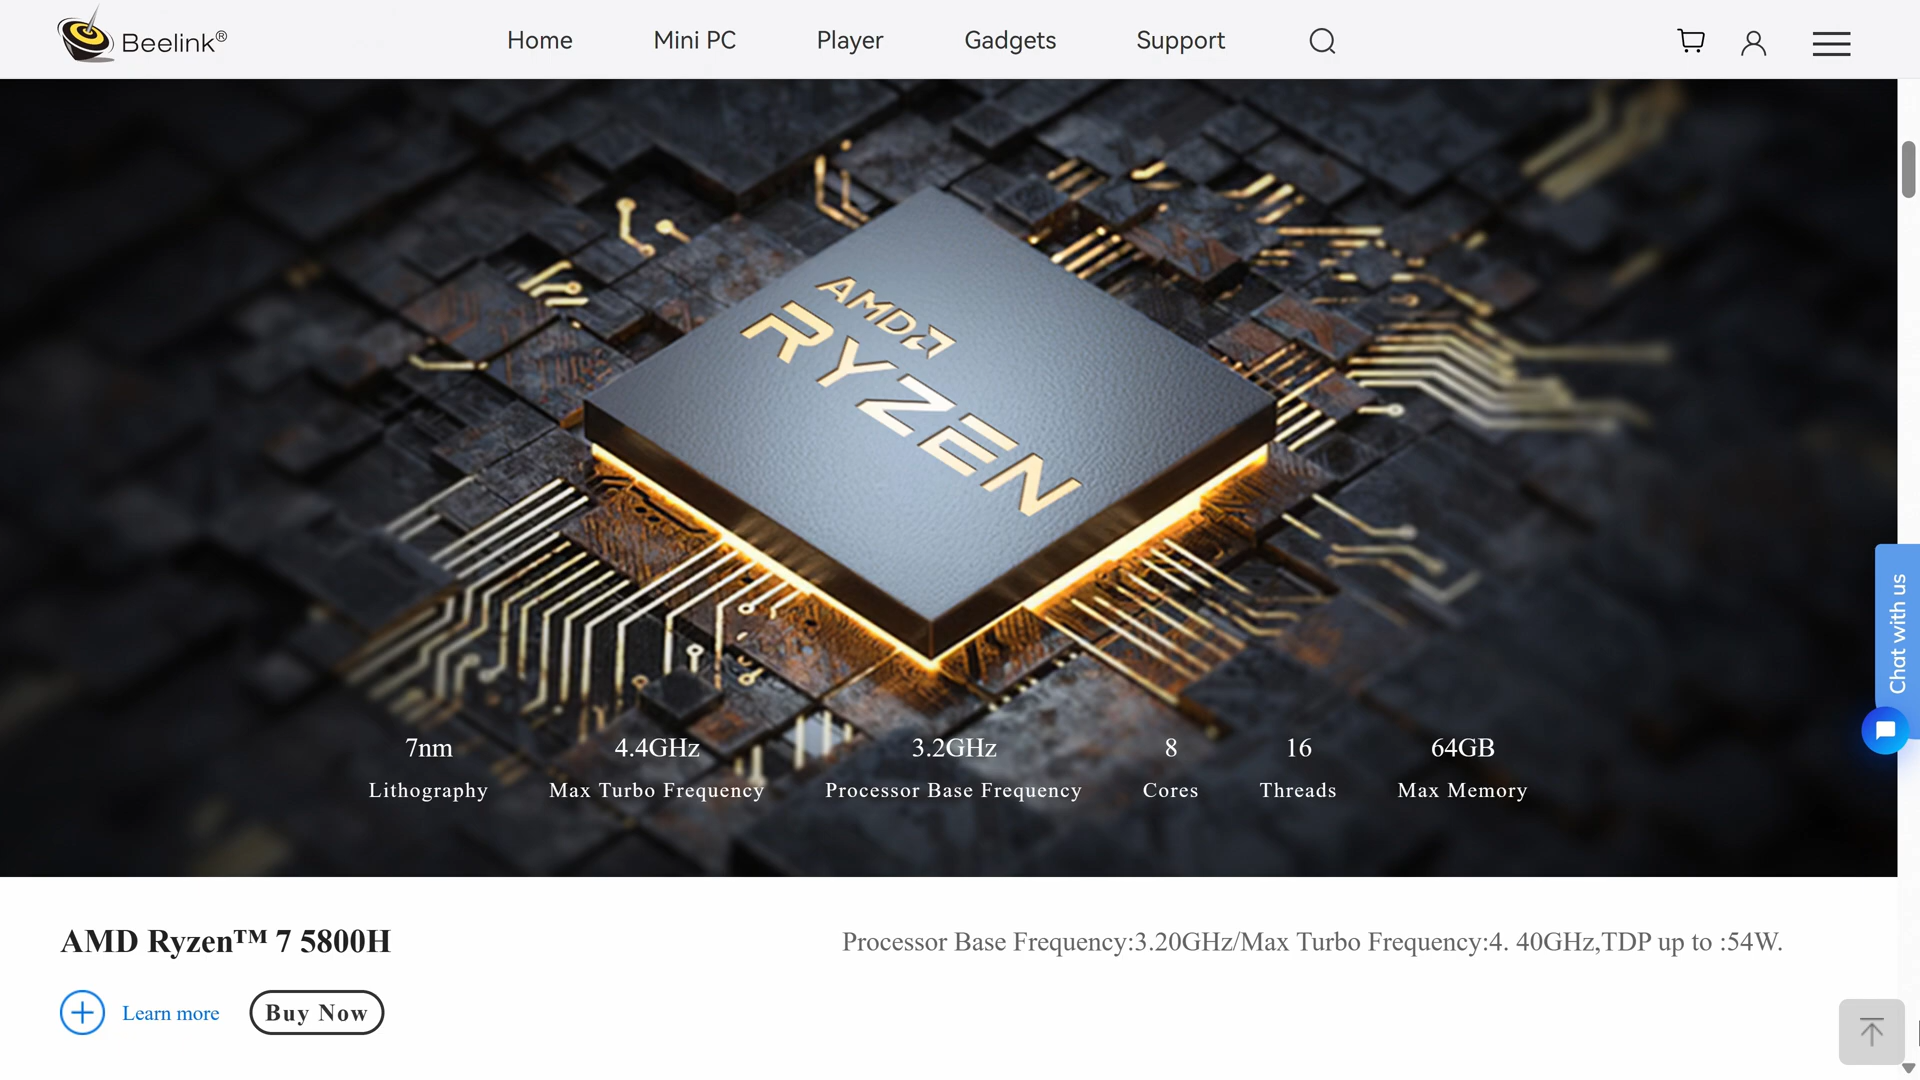 Beelink®
Home Mini PC Player Gadgets Support
AMD
RYZEN
7nm 4.4GHz 3.2GHz 8 16 64GB
Lithography Max Turbo Frequency Processor Base Frequency Cores Threads Max Memory
Chat with us
AMD Ryzen™ 7 5800H
Processor Base Frequency:3.20GHz/Max Turbo Frequency:4. 40GHz,TDP up to :54W.
Learn more Buy Now